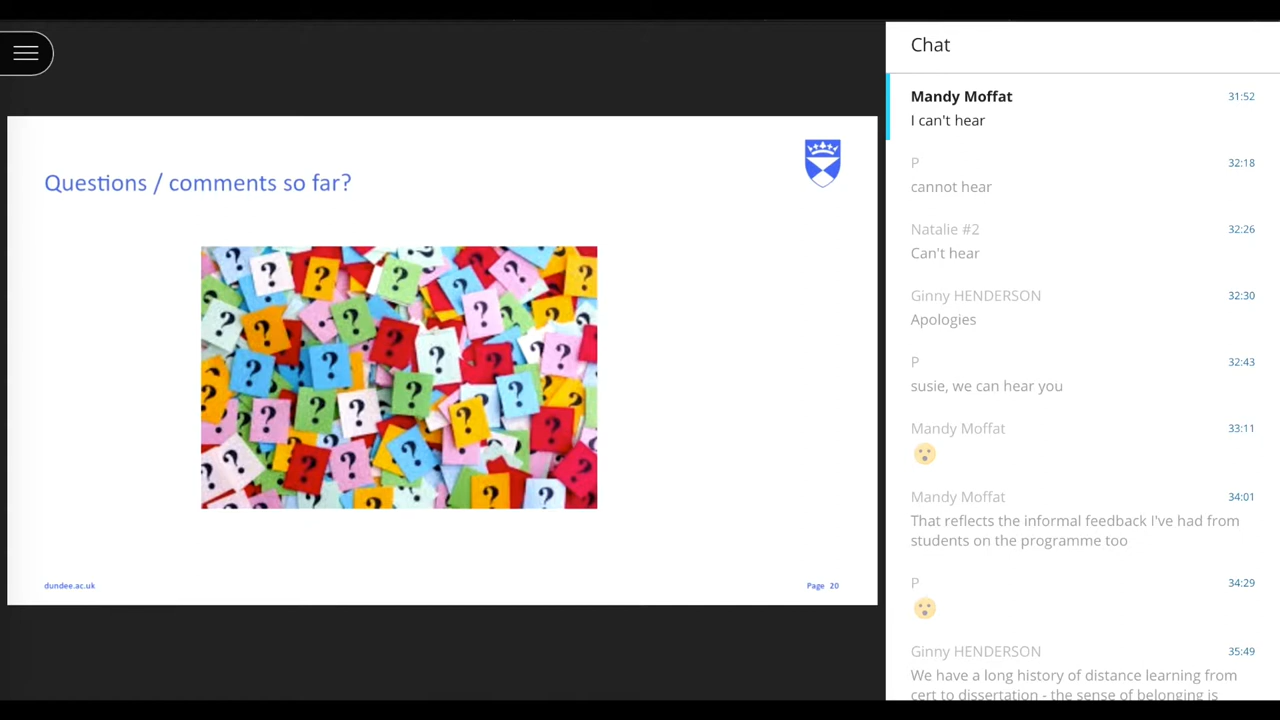 Questions / comments so far?
dundee.ac.uk
Page 20
Chat
Mandy Moffat 31:52
I can't hear
P 32:18
cannot hear
Natalie #2 32:26
Can't hear
Ginny HENDERSON 32:30
Apologies
P 32:43
susie, we can hear you
Mandy Moffat 33:11
Mandy Moffat 34:01
That reflects the informal feedback I've had from
students on the programme too
P 34:29
Ginny HENDERSON 35:49
We have a long history of distance learning from
cert to dissertation - the sense of belonging is